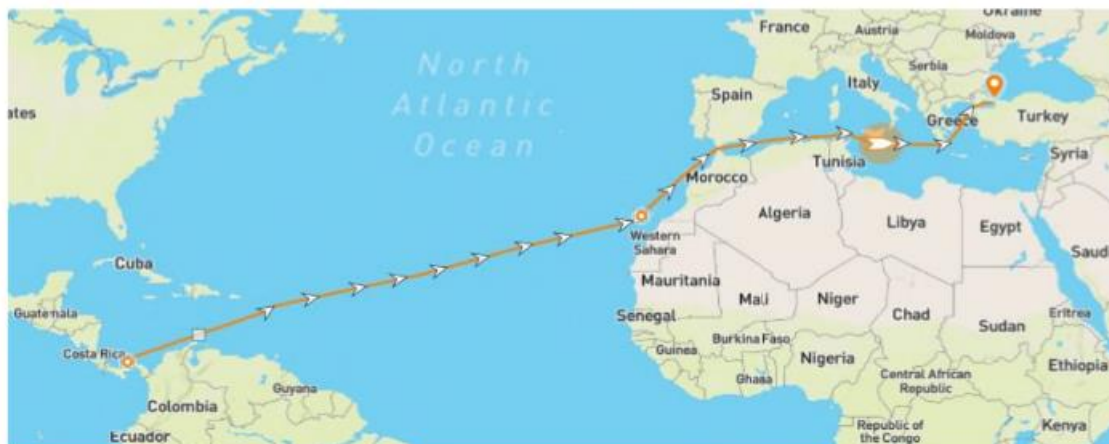 Ukraine
France
Austria
Moldova
North
Serbia
Italy
ates
Atlantic
Spain
Greece
Turkey
Ocean
Tunisia
Syria
Morocco
Algeria
Libya
Egypt
Saud
Western
Sahara
Cuba
Mauritania
Guatemala
Mali
Niger
Chad
Senegal
Sudan
Eritrea
Costa Rica
Guinea
Burkina Faso
Nigeria
Ethiopia
Guyana
Ghana
Central African
Republic
Colombia
Ecuador
Republic of
the Congo
Kenya